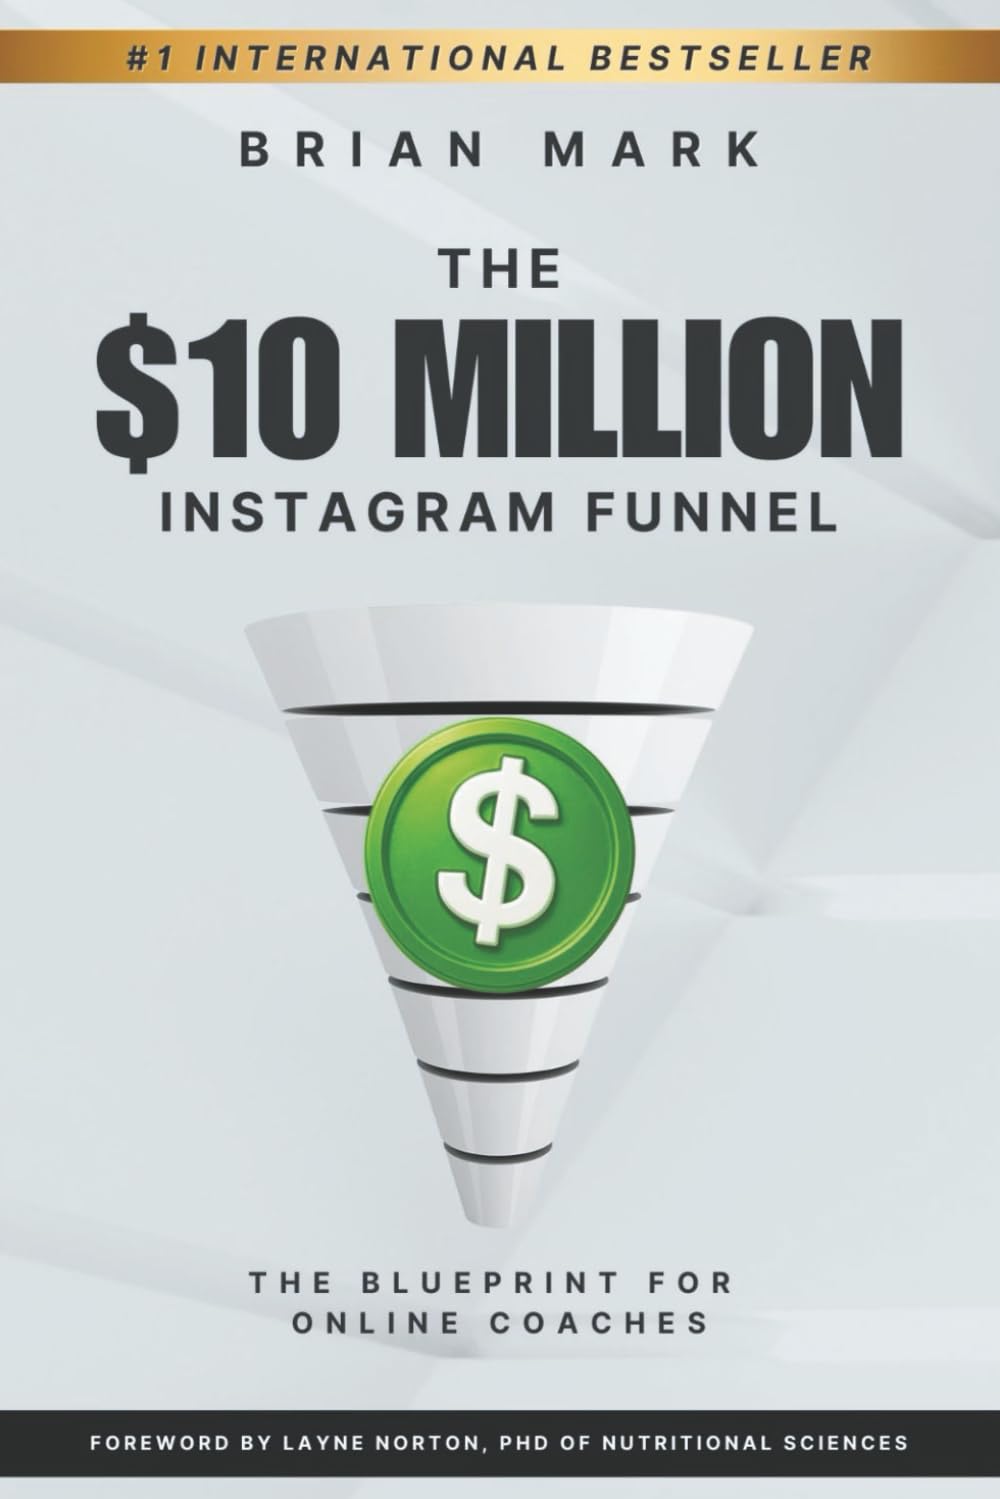 #1 INTERNATIONAL BESTSELLER
BRIAN MARK
THE
$10 MILLION
INSTAGRAM FUNNEL
$
THE BLUEPRINT FOR
ONLINE COACHES
FOREWORD BY LAYNE NORTON, PHD OF NUTRITIONAL SCIENCES